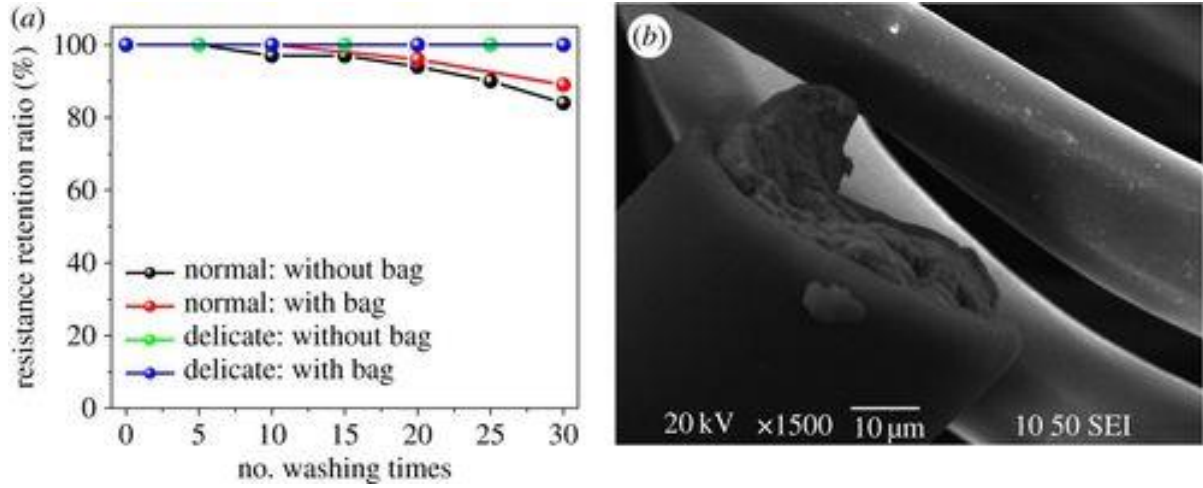 (a)
100
80
60
40
20
0
resistance retention ratio (%)
normal: without bag
normal: with bag
delicate: without bag
delicate: with bag
0 5 10 15 20 25 30
no. washing times
(b)
20 kV ×1500 10 µm 10 50 SEI